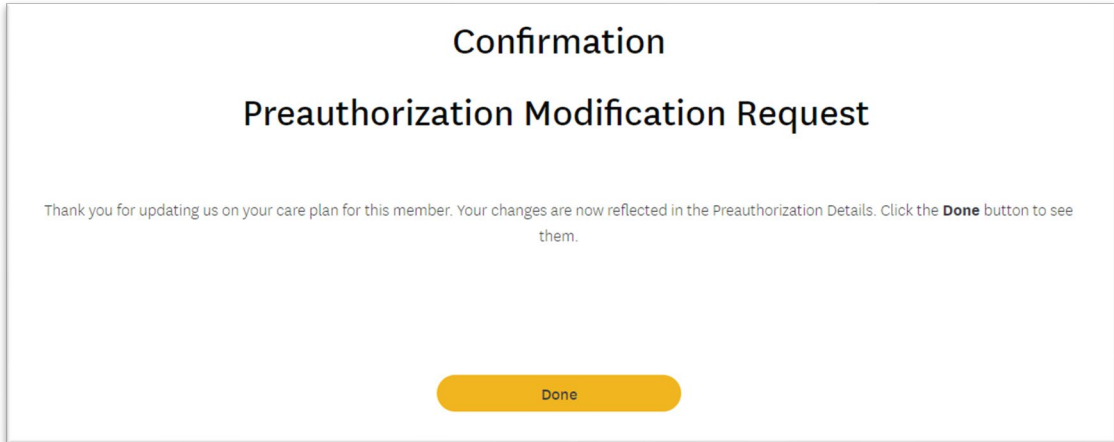 Confirmation
Preauthorization Modification Request
Thank you for updating us on your care plan for this member. Your changes are now reflected in the Preauthorization Details. Click the Done button to see
them.
Done